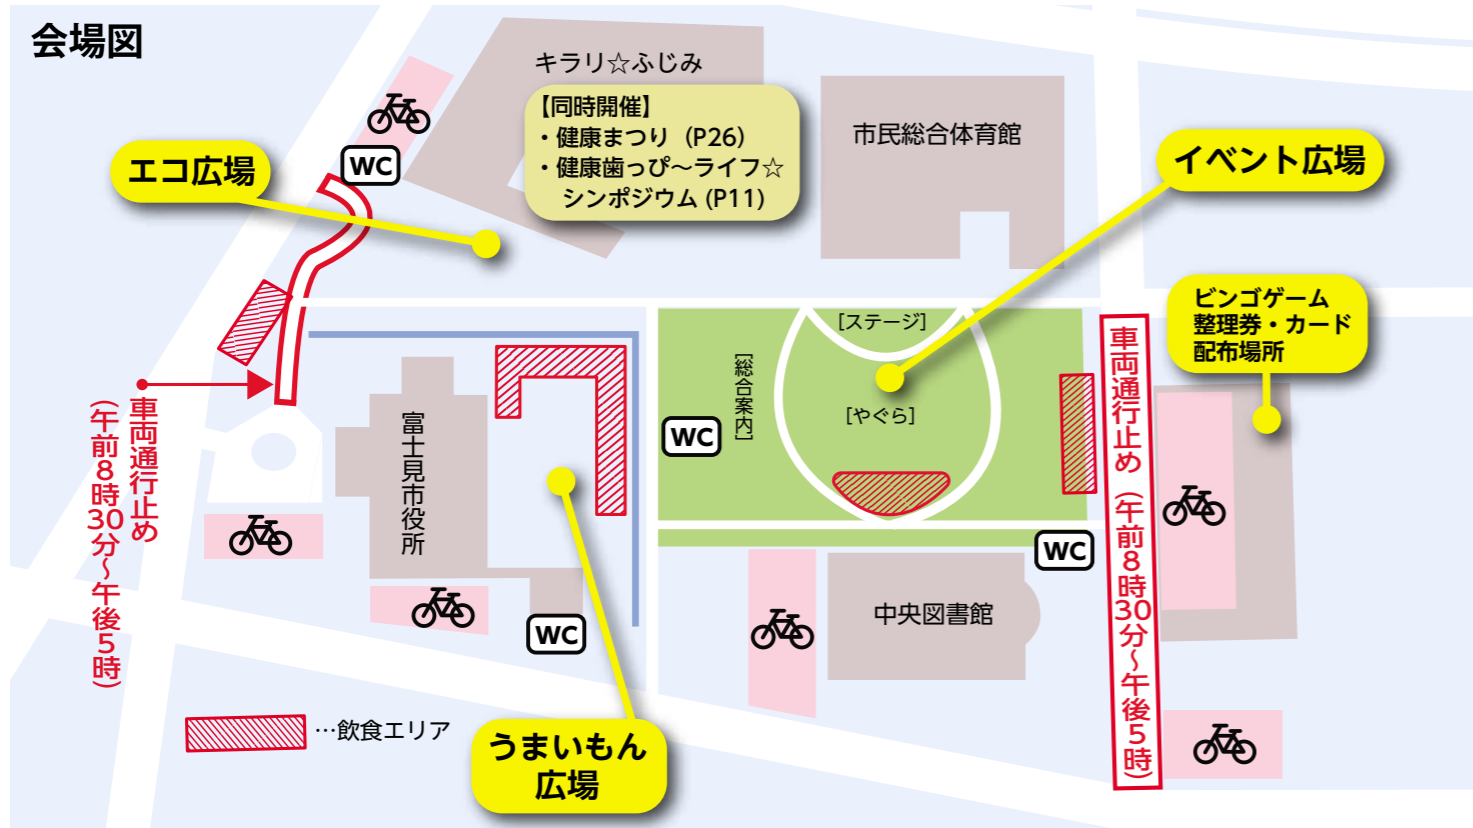 会場図
キラリ☆ふじみ
【同時開催】
・健康まつり（P26）
・健康歯っぴ～ライフ☆
シンポジウム (P11)
市民総合体育館
エコ広場
イベント広場
WC
ビンゴゲーム
整理券・カード
配布場所
［ステージ］
［総合案内］
［やぐら］
WC
車両通行止め
（午前8時30分～午後5時）
富士見市役所
車両通行止め（午前8時30分～午後5時）
WC
中央図書館
WC
…飲食エリア
うまいもん
広場